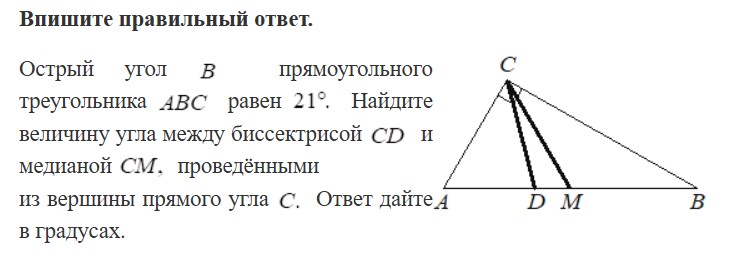 Впишите правильный ответ.
Острый угол B прямоугольного
треугольника ABC равен 21°. Найдите
величину угла между биссектрисой CD и
медианой CM, проведёнными
из вершины прямого угла C. Ответ дайте
в градусах.
C
A D M B